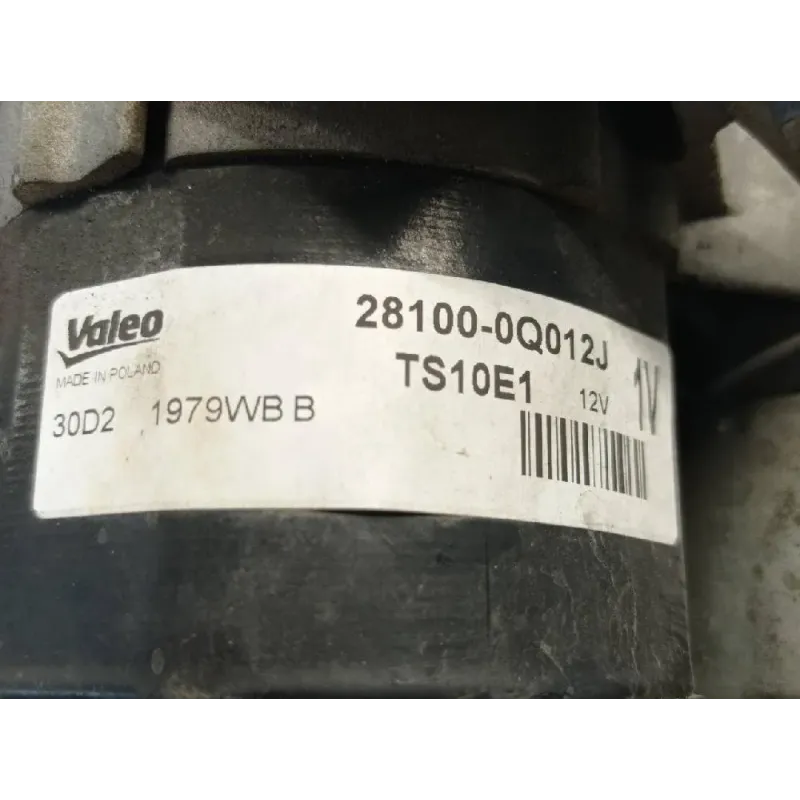 Valeo
MADE IN POLAND
28100-0Q012J
TS10E1 12V
1V
30D2 1979WB B